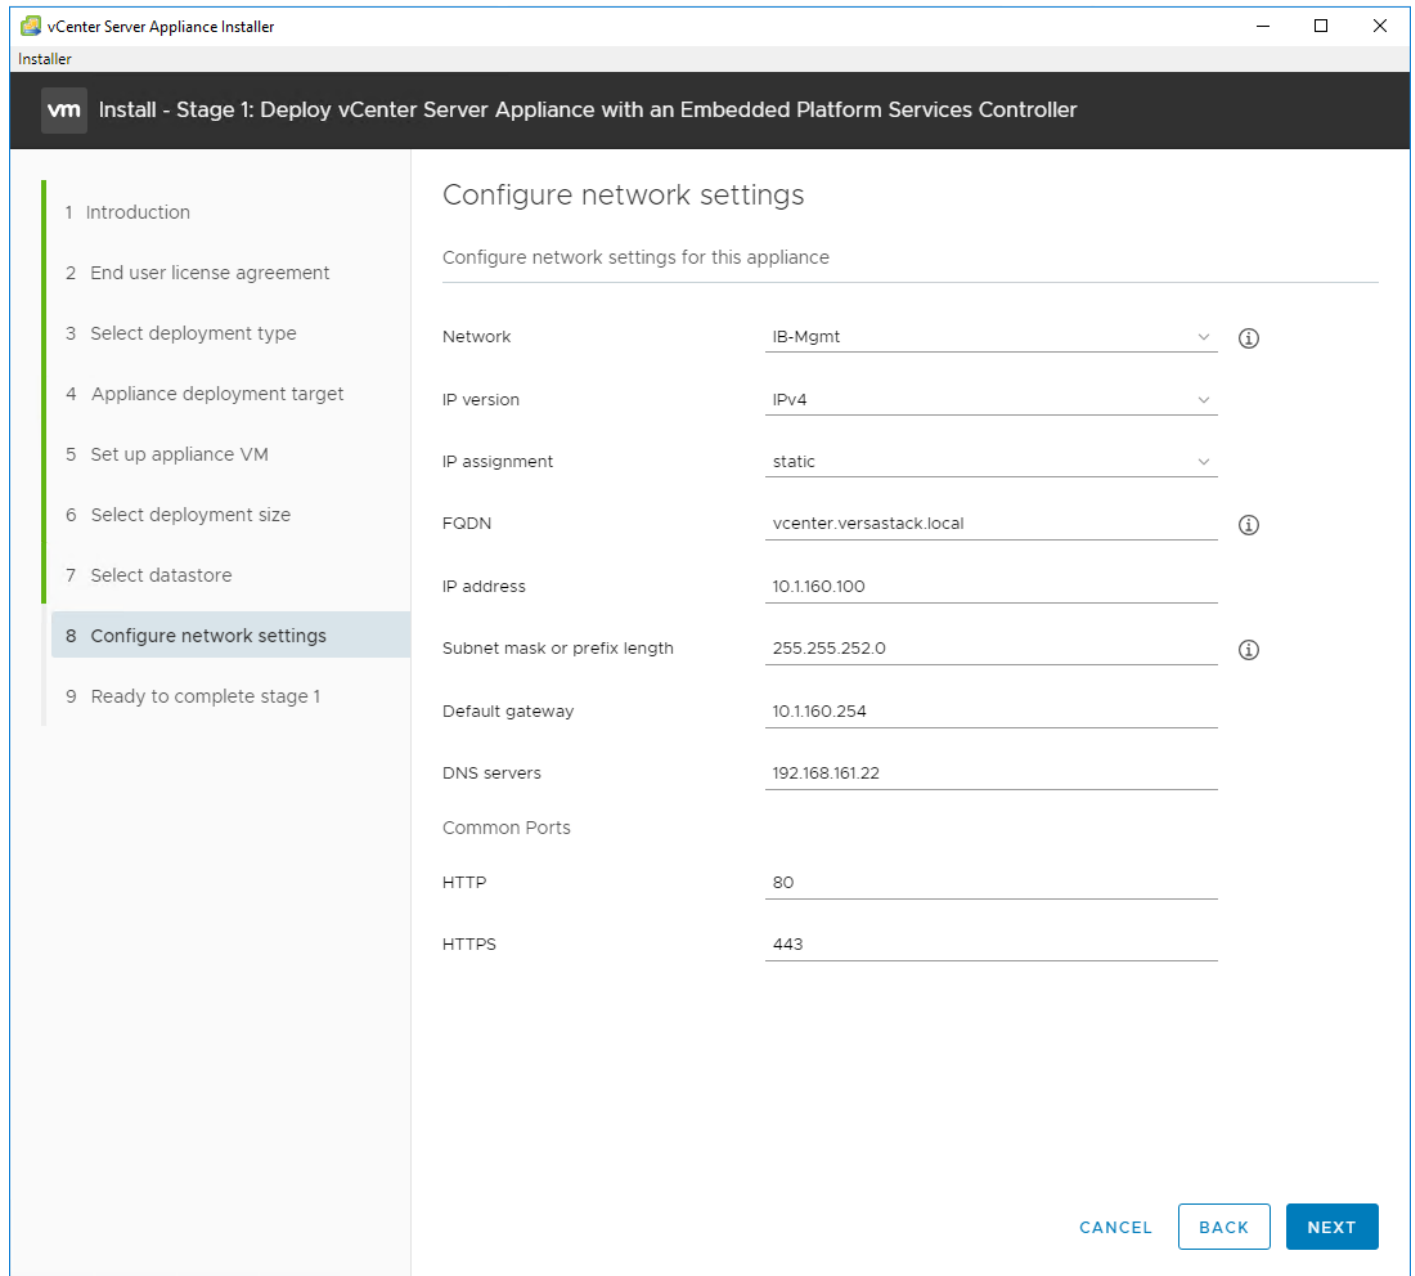 vCenter Server Appliance Installer
Installer
vm Install - Stage 1: Deploy vCenter Server Appliance with an Embedded Platform Services Controller
1 Introduction
2 End user license agreement
3 Select deployment type
4 Appliance deployment target
5 Set up appliance VM
6 Select deployment size
7 Select datastore
8 Configure network settings
9 Ready to complete stage 1
Configure network settings
Configure network settings for this appliance
Network IB-Mgmt
IP version IPv4
IP assignment static
FQDN vcenter.versastack.local
IP address 10.1.160.100
Subnet mask or prefix length 255.255.252.0
Default gateway 10.1.160.254
DNS servers 192.168.161.22
Common Ports
HTTP 80
HTTPS 443
CANCEL BACK NEXT